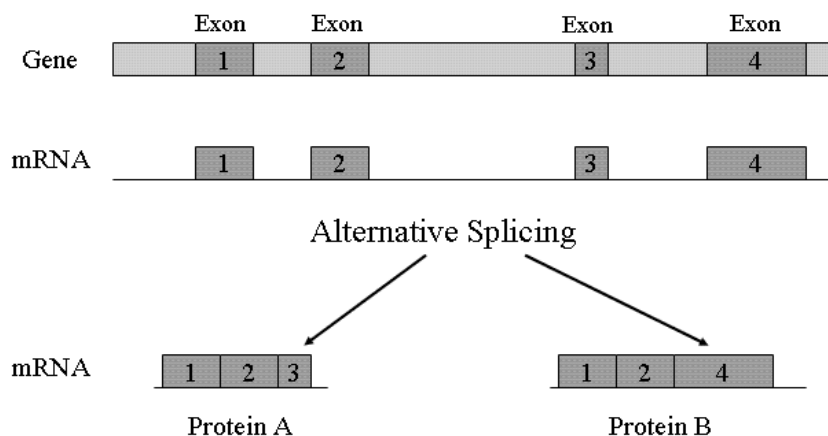 Exon Exon Exon Exon
Gene 1 2 3 4
mRNA 1 2 3 4
Alternative Splicing
mRNA 1 2 3 1 2 4
Protein A Protein B